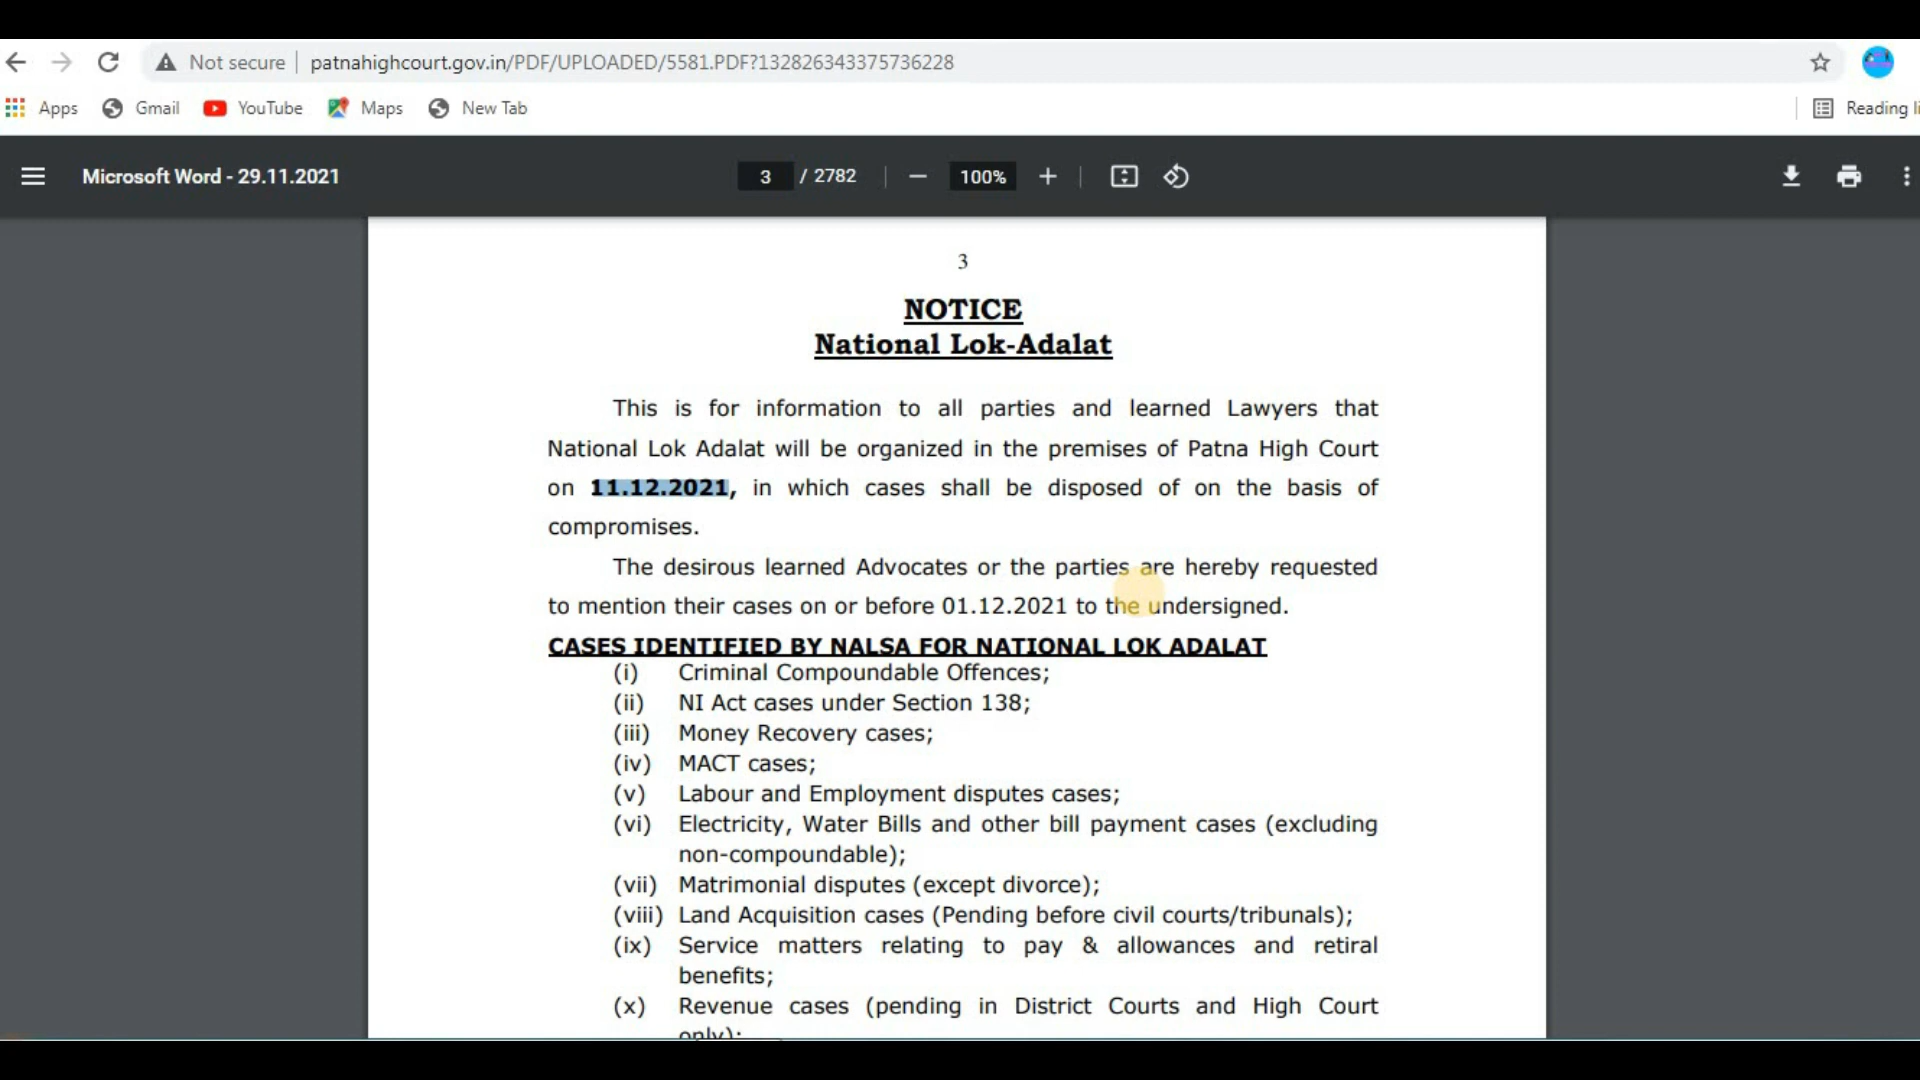 Not secure patnahighcourt.gov.in/PDF/UPLOADED/5581.PDF?132826343375736228
Apps Gmail YouTube Maps New Tab Reading li
Microsoft Word - 29.11.2021 3 / 2782 100%
3
NOTICE
National Lok-Adalat
This is for information to all parties and learned Lawyers that
National Lok Adalat will be organized in the premises of Patna High Court
on 11.12.2021, in which cases shall be disposed of on the basis of
compromises.
The desirous learned Advocates or the parties are hereby requested
to mention their cases on or before 01.12.2021 to the undersigned.
CASES IDENTIFIED BY NALSA FOR NATIONAL LOK ADALAT
(i) Criminal Compoundable Offences;
(ii) NI Act cases under Section 138;
(iii) Money Recovery cases;
(iv) MACT cases;
(v) Labour and Employment disputes cases;
(vi) Electricity, Water Bills and other bill payment cases (excluding
non-compoundable);
(vii) Matrimonial disputes (except divorce);
(viii) Land Acquisition cases (Pending before civil courts/tribunals);
(ix) Service matters relating to pay & allowances and retiral
benefits;
(x) Revenue cases (pending in District Courts and High Court
only);